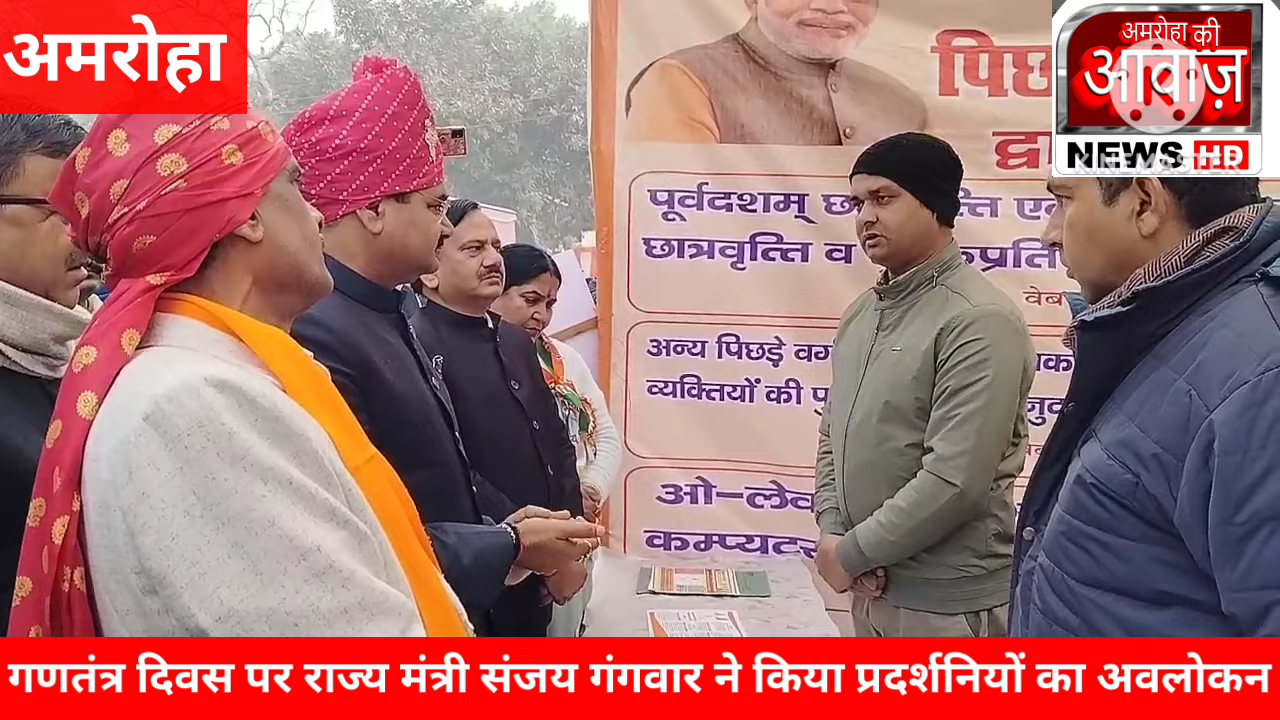 अमरोहा
अमरोहा की
आवाज़
NEWS HD
KINEMASTER
पिछ
द्वा
पूर्वदशम्
छात्रवृत्ति व
वेब
अन्य पिछड़े वर्ग
व्यक्तियों की
ओ-लेव
कम्प्यूटर
गणतंत्र दिवस पर राज्य मंत्री संजय गंगवार ने किया प्रदर्शनियों का अवलोकन